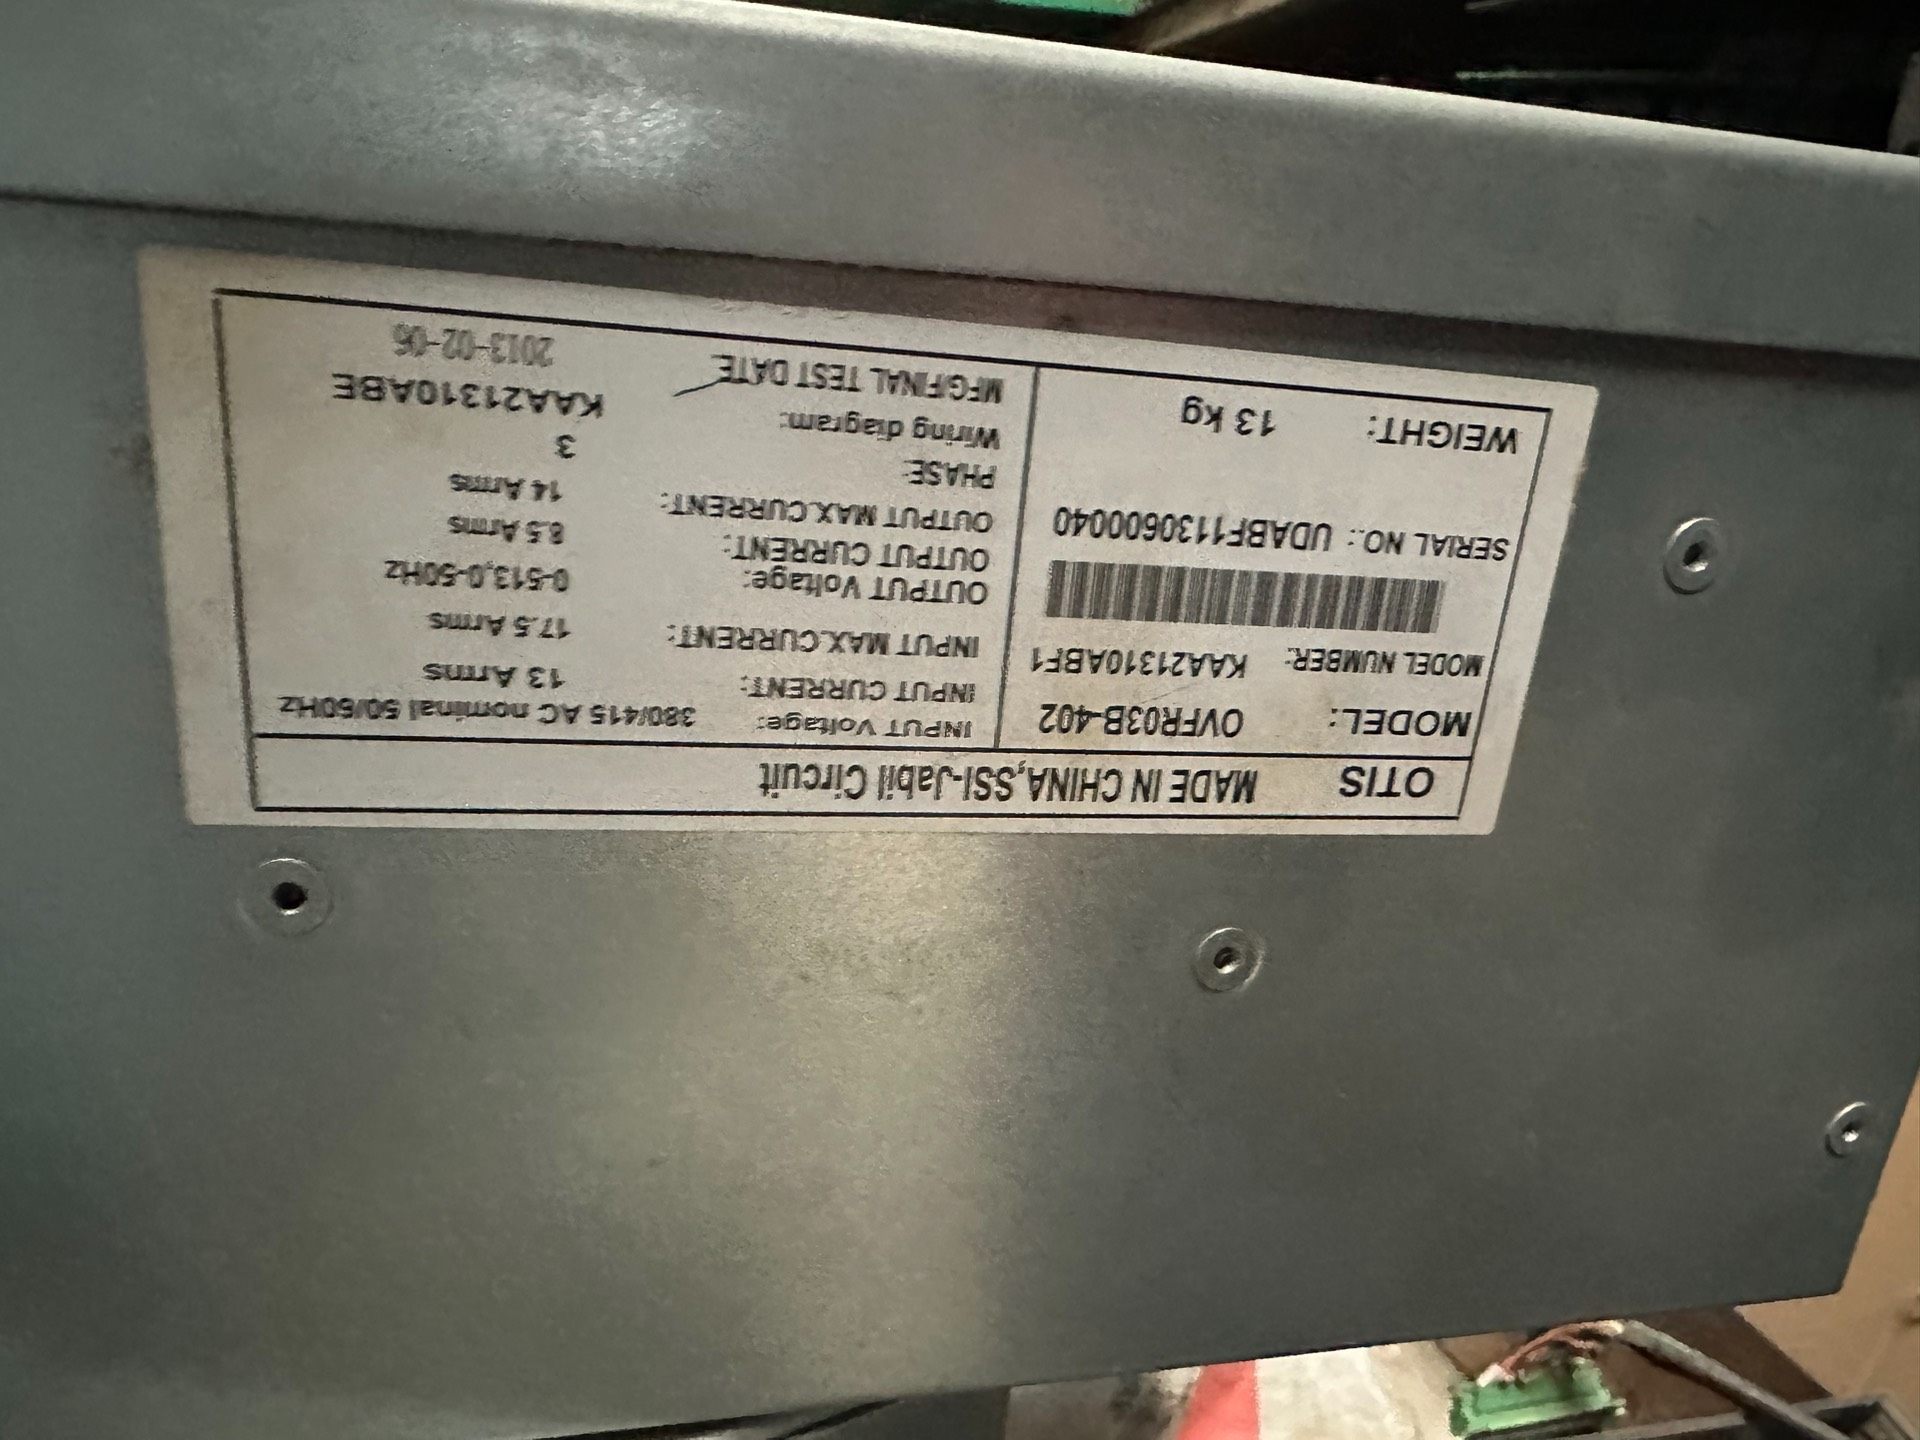 OTIS MADE IN CHINA,SSI-Jabil Circuit
MODEL: OVFR03B-402
MODEL NUMBER: KAA21310ABF1
SERIAL NO.: UDABF1130600040
WEIGHT: 13 kg
INPUT Voltage: 380/415 AC nominal 50/60Hz
INPUT CURRENT: 13 Arms
INPUT MAX.CURRENT: 17.5 Arms
OUTPUT Voltage: 0-513,0-50Hz
OUTPUT CURRENT: 8.5 Arms
OUTPUT MAX.CURRENT: 14 Arms
PHASE: 3
Wiring diagram: KAA21310ABE
MFG/FINAL TEST DATE 2013-02-06